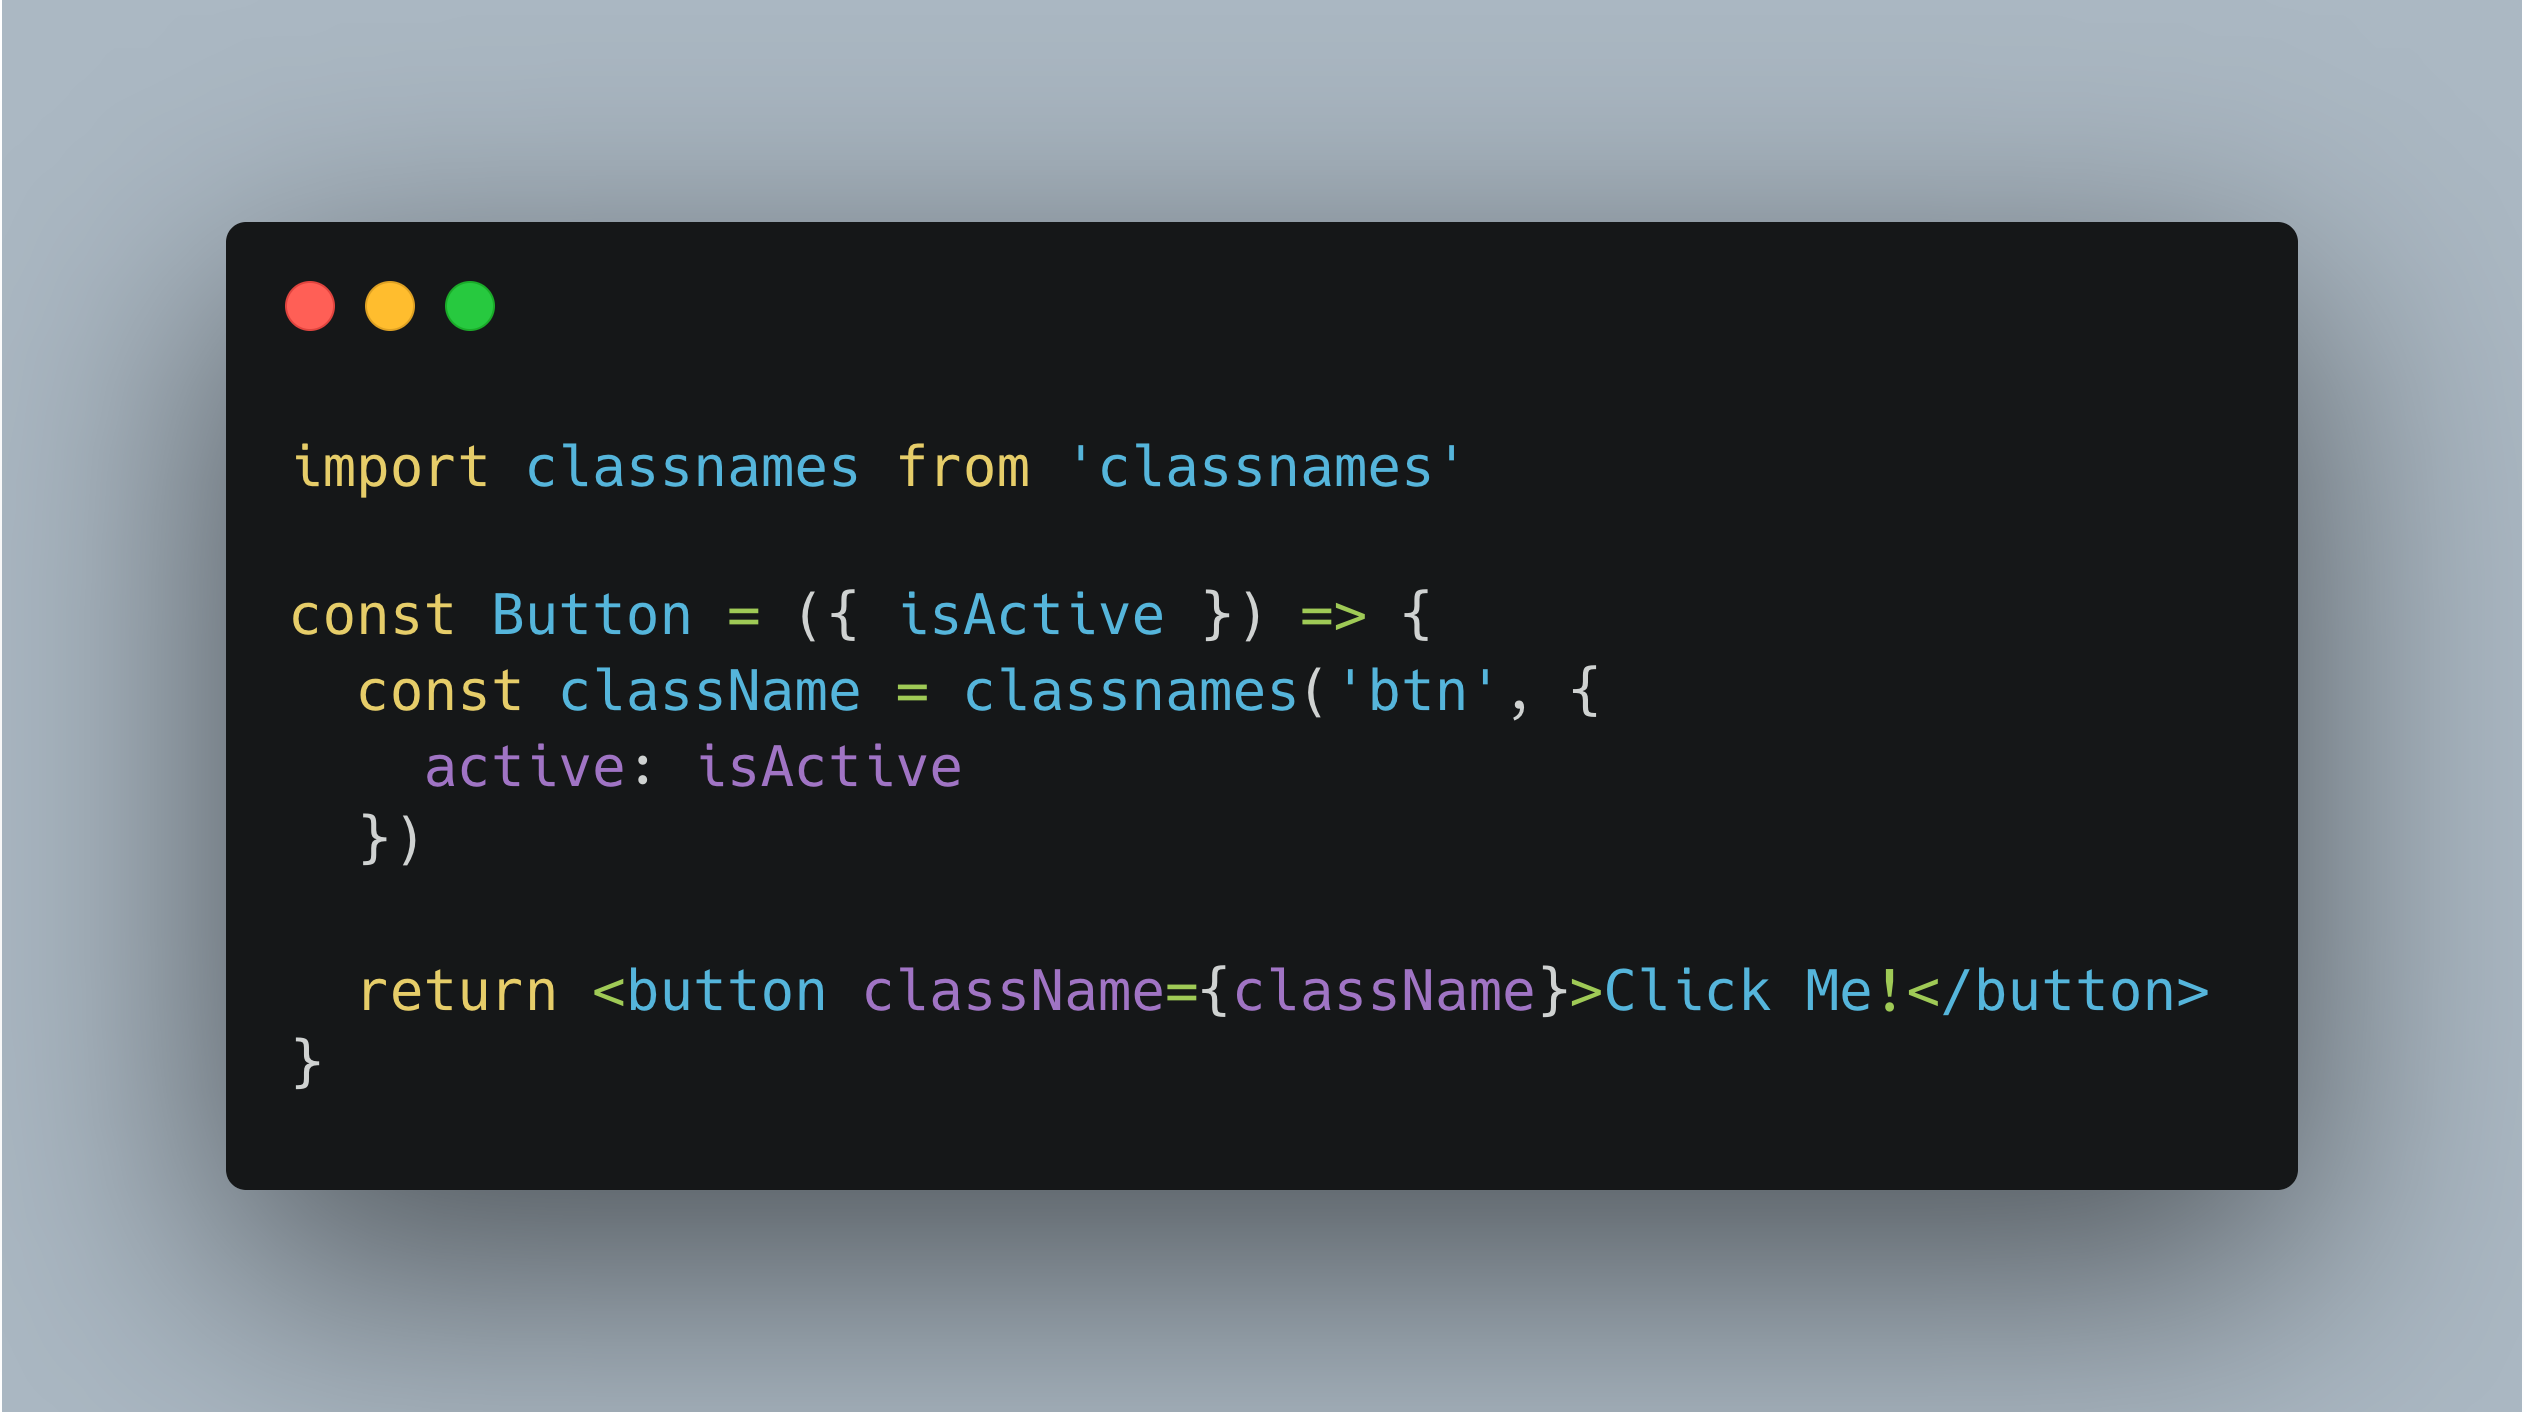 import classnames from 'classnames'
const Button = ({ isActive }) => {
  const className = classnames('btn', {
    active: isActive
  })
  return <button className={className}>Click Me!</button>
}